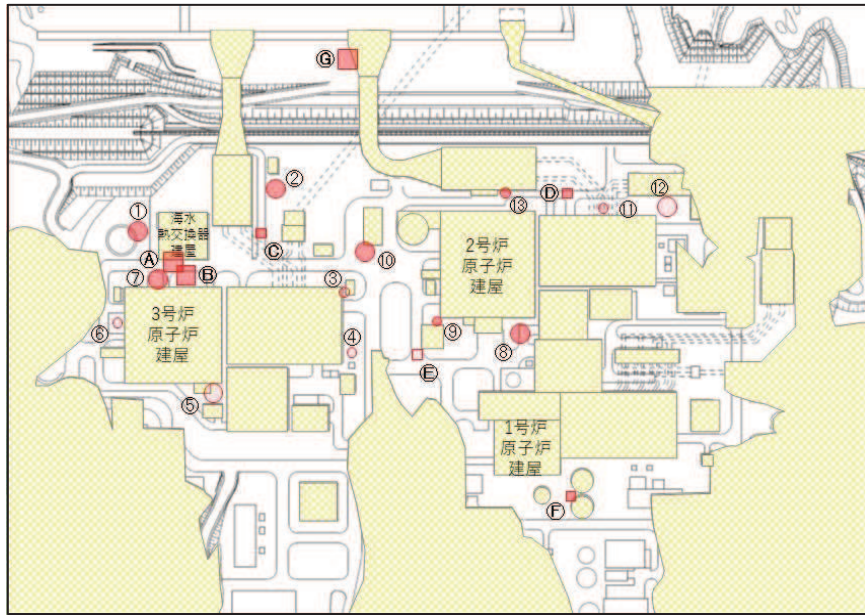 Ⓖ
②
Ⓓ
⑬
⑪
⑫
①
海水
熱交換器
建屋
Ⓒ
⑩
2号炉
原子炉
建屋
Ⓐ
Ⓑ
⑦
③
⑥
3号炉
原子炉
建屋
④
⑨
⑧
Ⓔ
⑤
1号炉
原子炉
建屋
Ⓕ